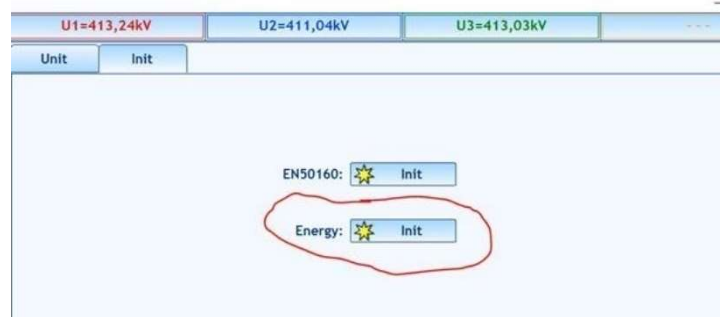 U1=413,24kV U2=411,04kV U3=413,03kV ---
Unit Init
EN50160: Init
Energy: Init